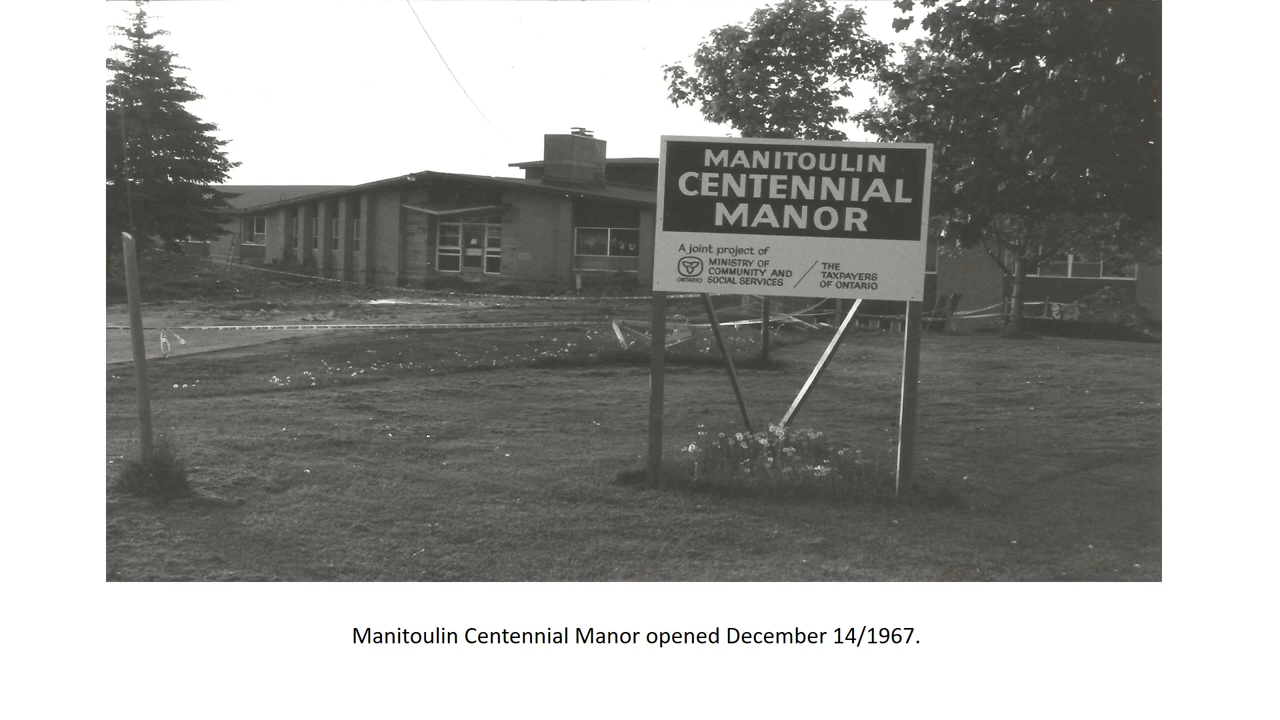 MANITOULIN
CENTENNIAL
MANOR
A joint project of
ONTARIO
MINISTRY OF
COMMUNITY AND
SOCIAL SERVICES
/
THE
TAXPAYERS
OF ONTARIO
Manitoulin Centennial Manor opened December 14/1967.